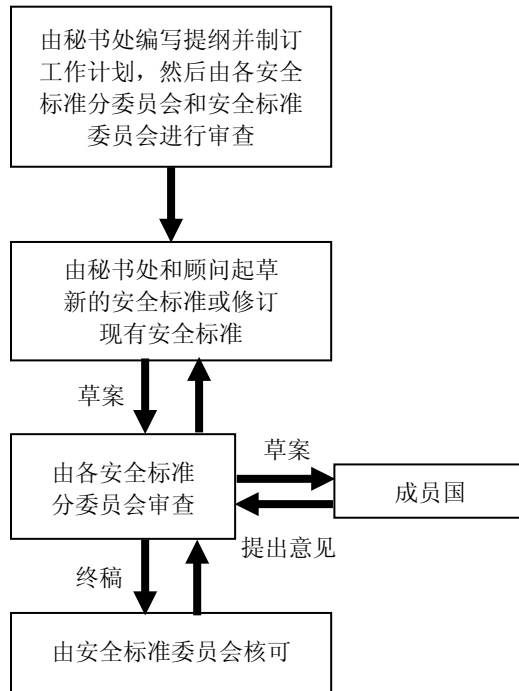 由秘书处编写提纲并制订
工作计划，然后由各安全
标准分委员会和安全标准
委员会进行审查
由秘书处和顾问起草
新的安全标准或修订
现有安全标准
草案
由各安全标准
分委员会审查
草案
成员国
提出意见
终稿
由安全标准委员会核可